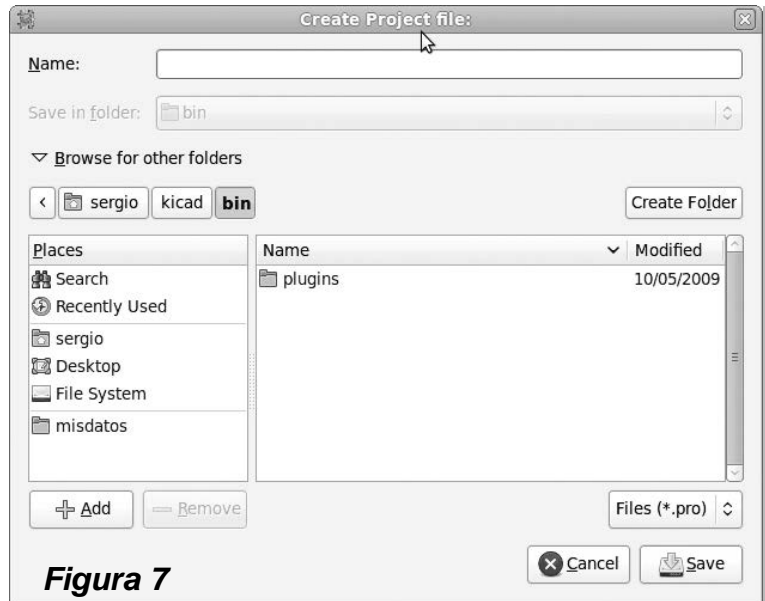 Create Project file:
Name:
Save in folder: bin
Browse for other folders
sergio kicad bin Create Folder
Places Name Modified
Search plugins 10/05/2009
Recently Used
sergio
Desktop
File System
misdatos
Add Remove Files (*.pro)
Cancel Save
Figura 7